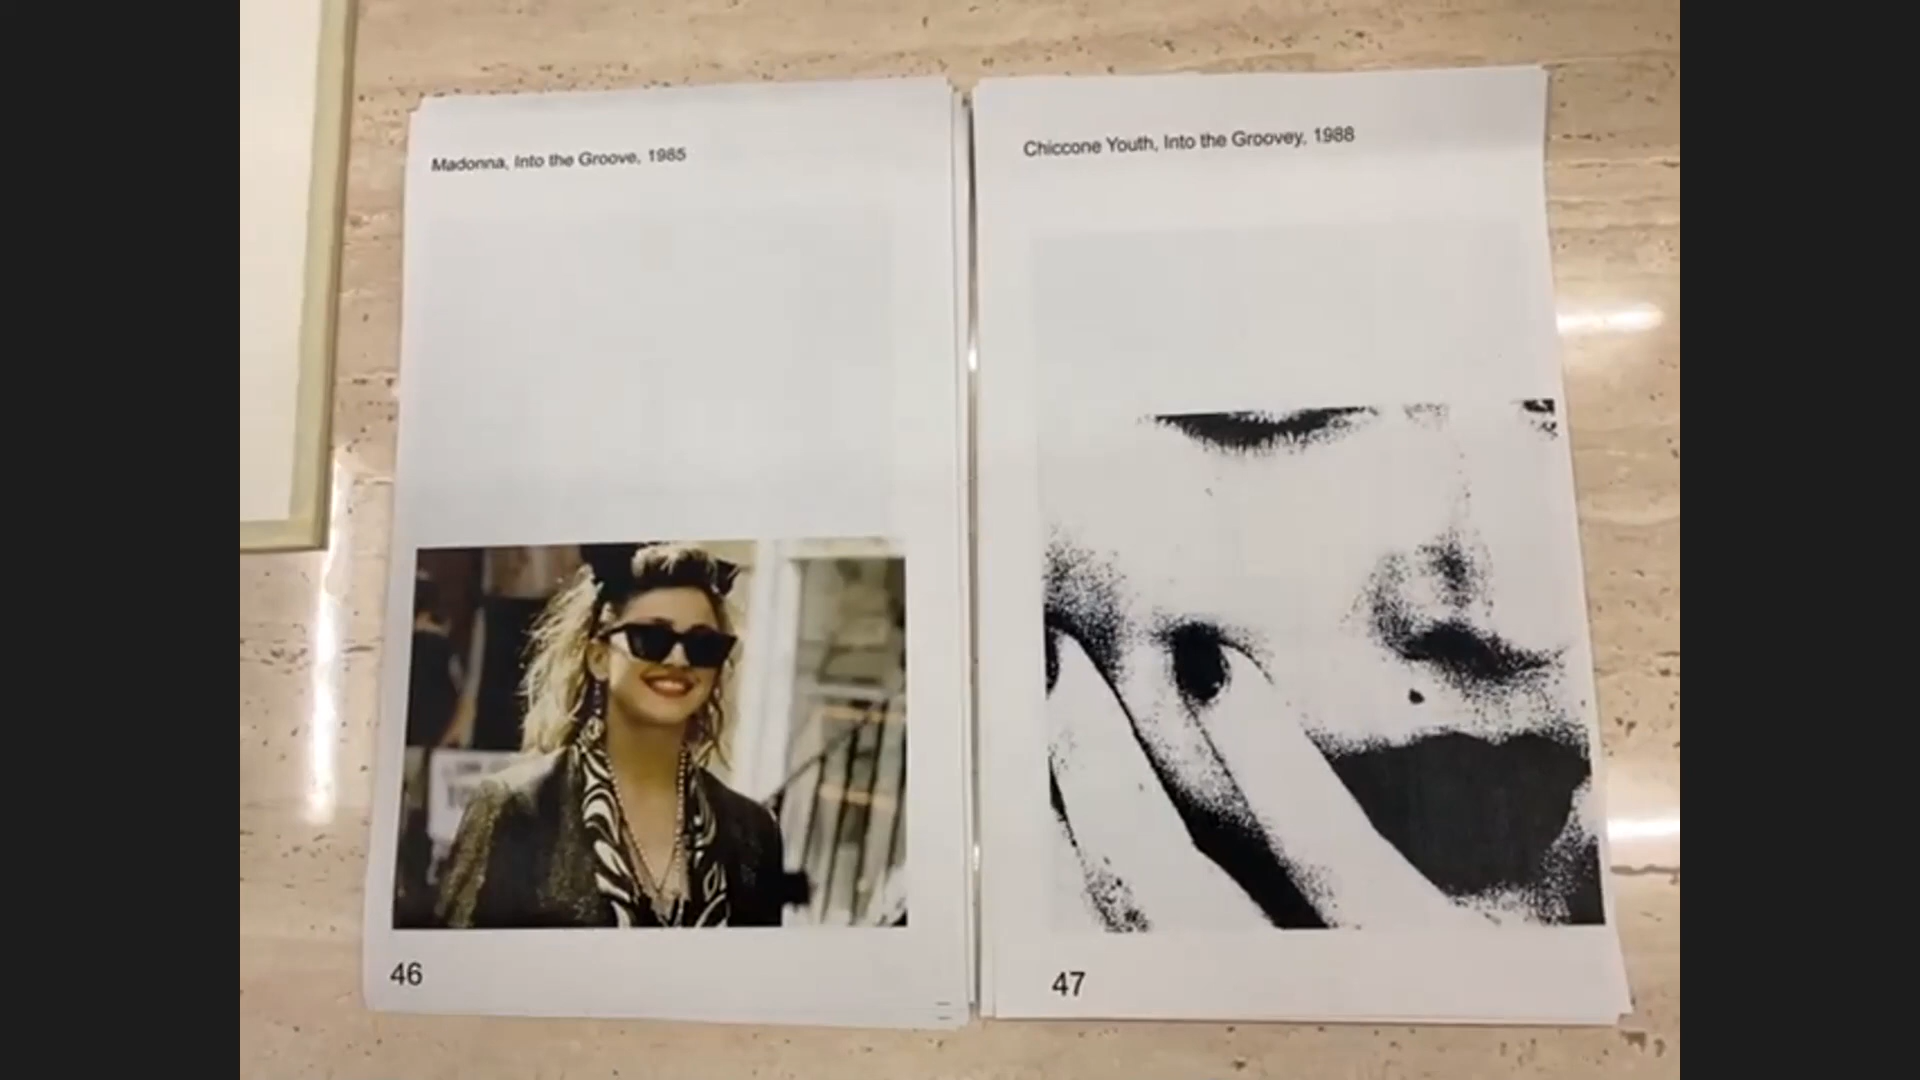 Madonna, Into the Groove, 1985
Chiccone Youth, Into the Groovey, 1988
46
47